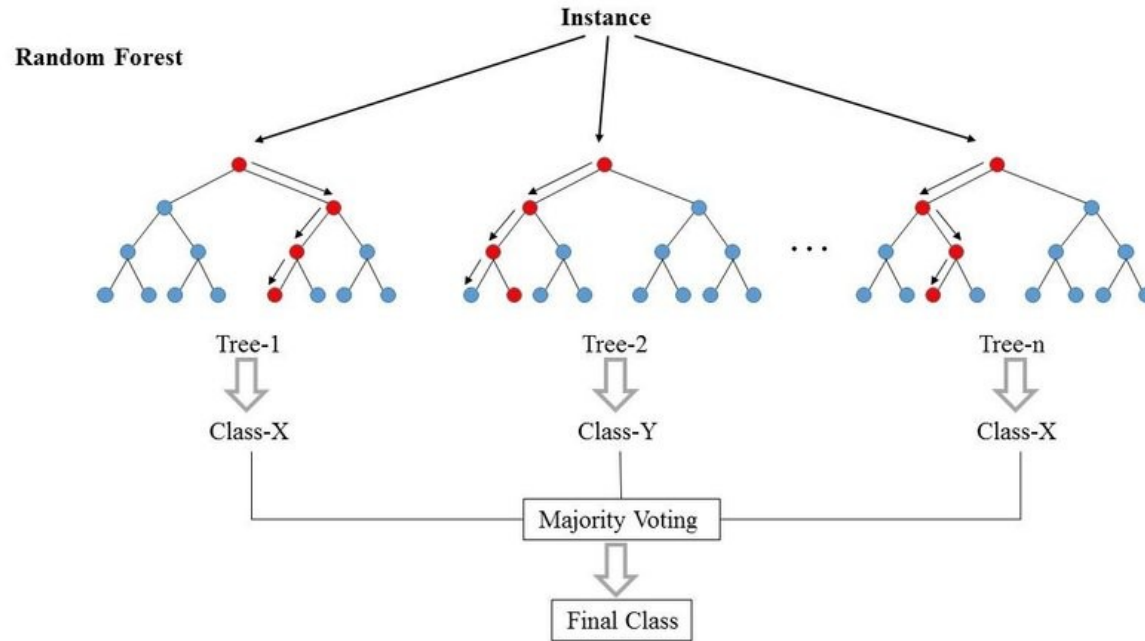 Instance
Random Forest
...
Tree-1
Tree-2
Tree-n
Class-X
Class-Y
Class-X
Majority Voting
Final Class